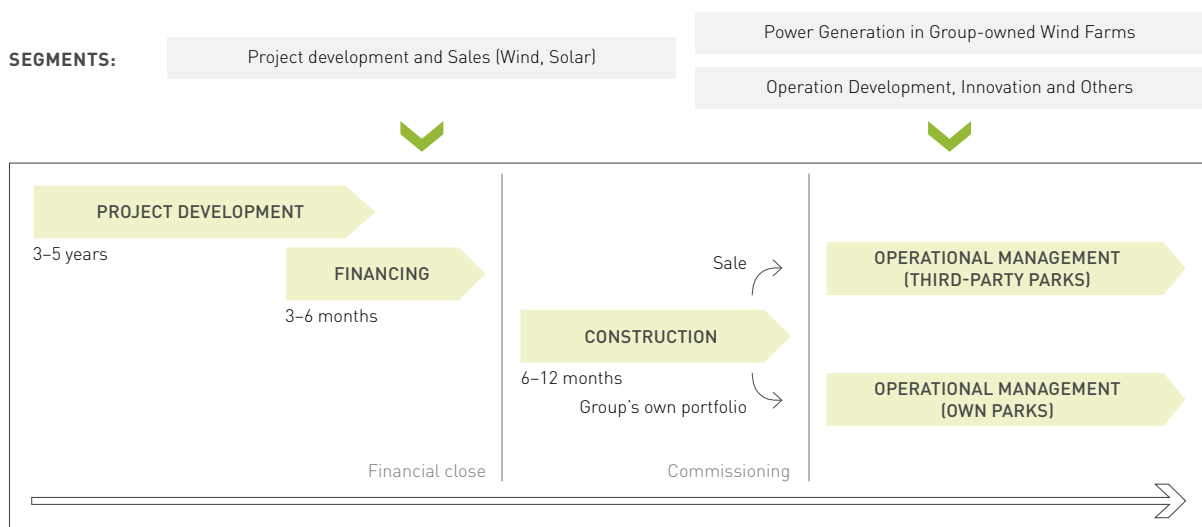 SEGMENTS:
Project development and Sales (Wind, Solar)
Power Generation in Group-owned Wind Farms
Operation Development, Innovation and Others
PROJECT DEVELOPMENT
3–5 years
FINANCING
3–6 months
Sale
CONSTRUCTION
6–12 months
Group’s own portfolio
OPERATIONAL MANAGEMENT
(THIRD-PARTY PARKS)
OPERATIONAL MANAGEMENT
(OWN PARKS)
Financial close
Commissioning